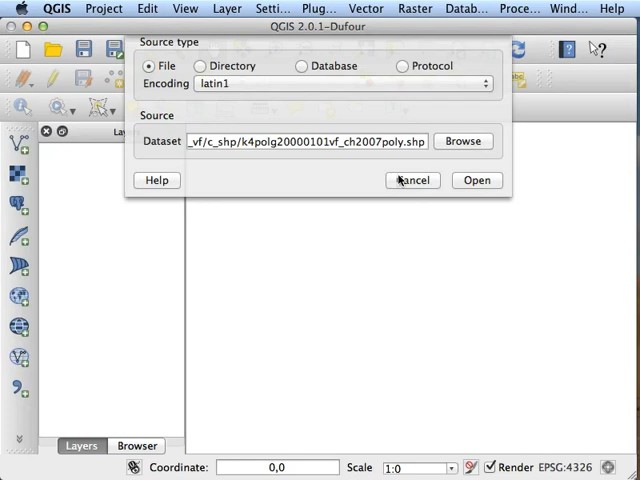 QGIS Project Edit View Layer Setti... Plug... Vector Raster Datab... Proce... Wind... Help
QGIS 2.0.1-Dufour
Source type
File Directory Database Protocol
Encoding latin1
Source
Dataset _vf/c_shp/k4polg20000101vf_ch2007poly.shp Browse
Help Cancel Open
Lay
Layers Browser
Coordinate: 0,0 Scale 1:0 Render EPSG:4326